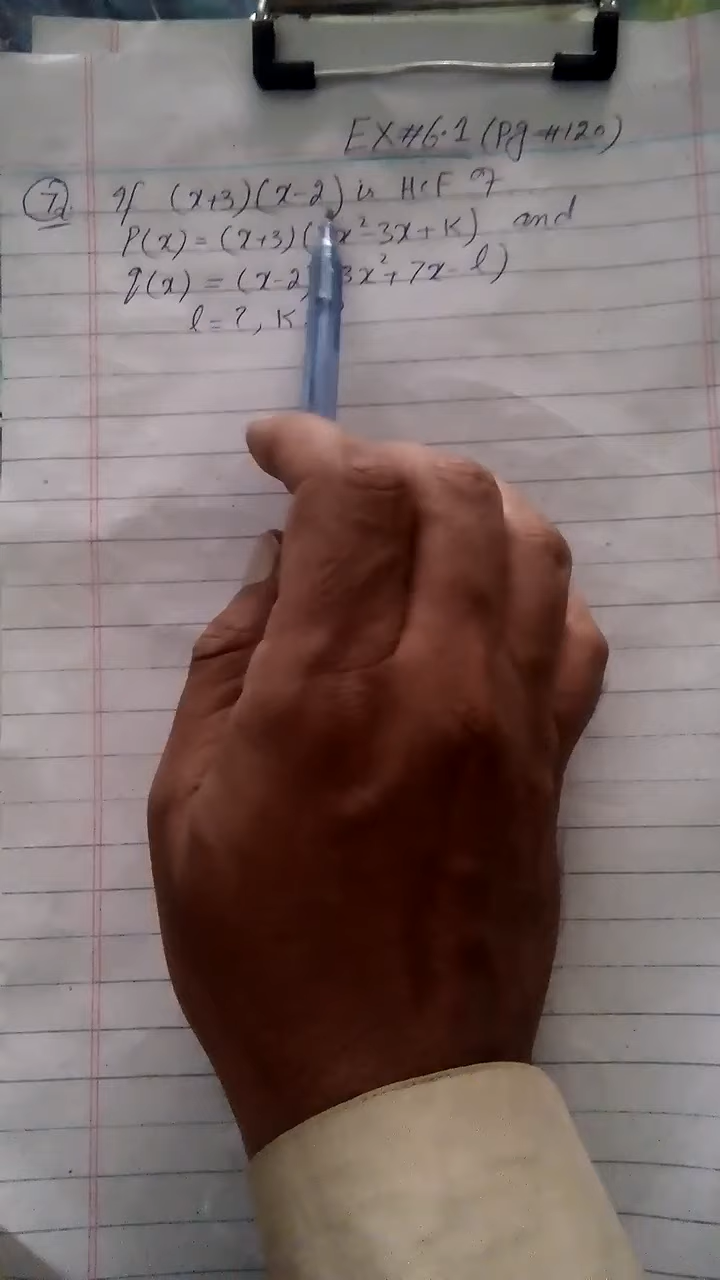 EX#6.1 (Pg #120)
7 If (x+3)(x-2) is HCF of
P(x) = (x+3)( x²-3x+K) and
q(x) = (x-2 3x²+7x-l)
l=?, K